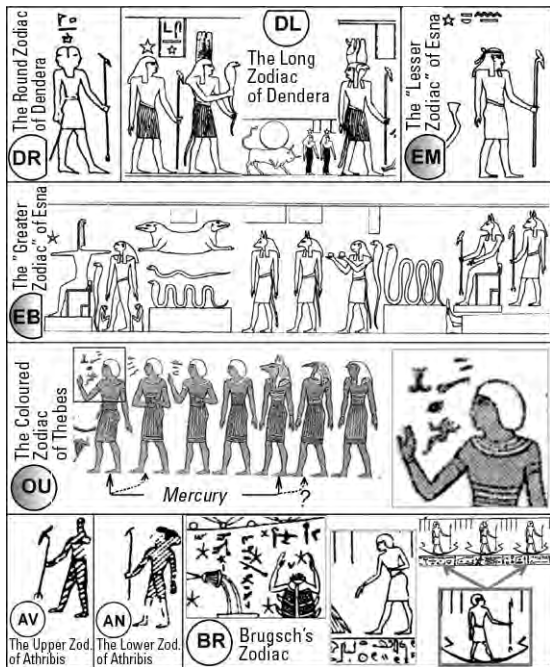 The Round Zodiac
of Dendera
DR
DL
The Long
Zodiac
of Dendera
The "Lesser
Zodiac" of Esna
EM
The "Greater
Zodiac" of Esna
EB
The Coloured
Zodiac
of Thebes
OU
Mercury
?
AV
The Upper Zod.
of Athribis
AN
The Lower Zod.
of Athribis
BR
Brugsch's
Zodiac